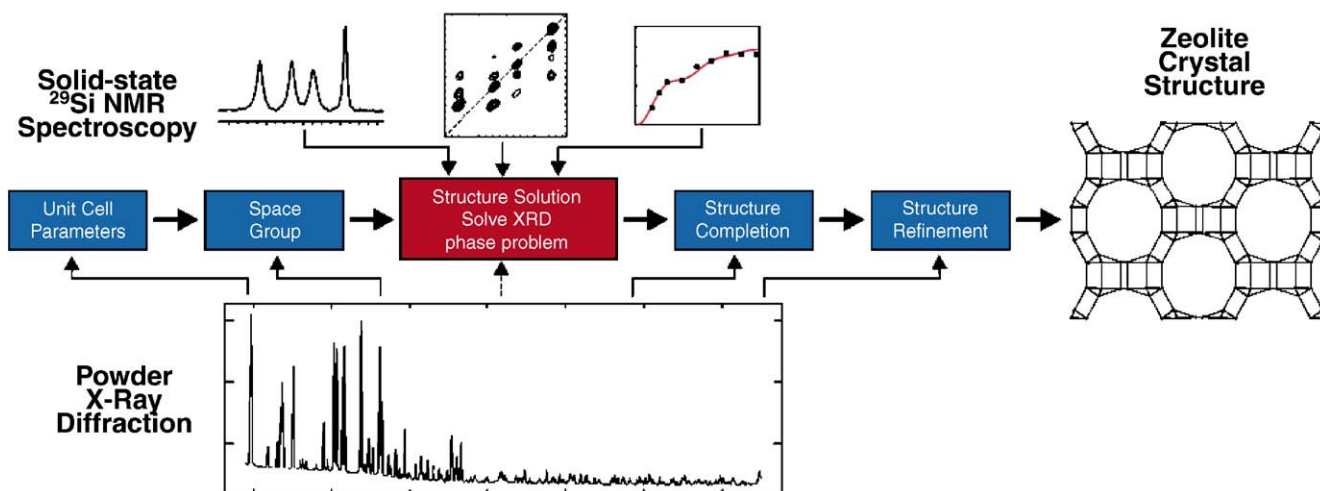 Solid-state
²⁹Si NMR
Spectroscopy
Zeolite
Crystal
Structure
Unit Cell
Parameters
Space
Group
Structure Solution
Solve XRD
phase problem
Structure
Completion
Structure
Refinement
Powder
X-Ray
Diffraction